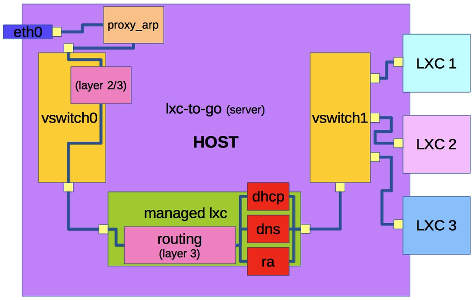 proxy_arp
eth0
(layer 2/3)
vswitch0
lxc-to-go (server)
HOST
vswitch1
LXC 1
LXC 2
LXC 3
managed lxc
routing
(layer 3)
dhcp
dns
ra